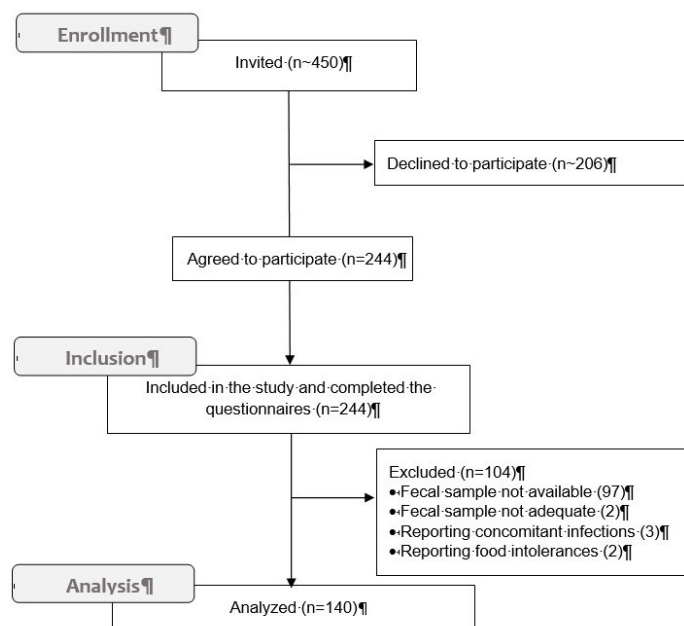 Enrollment¶
Invited·(n~450)¶
Declined·to·participate·(n~206)¶
Agreed·to·participate·(n=244)¶
Inclusion¶
Included·in·the·study·and·completed·the·
questionnaires·(n=244)¶
Excluded·(n=104)¶
•Fecal·sample·not·available·(97)¶
•Fecal·sample·not·adequate·(2)¶
•Reporting·concomitant·infections·(3)¶
•Reporting·food·intolerances·(2)¶
Analysis¶
Analyzed·(n=140)¶